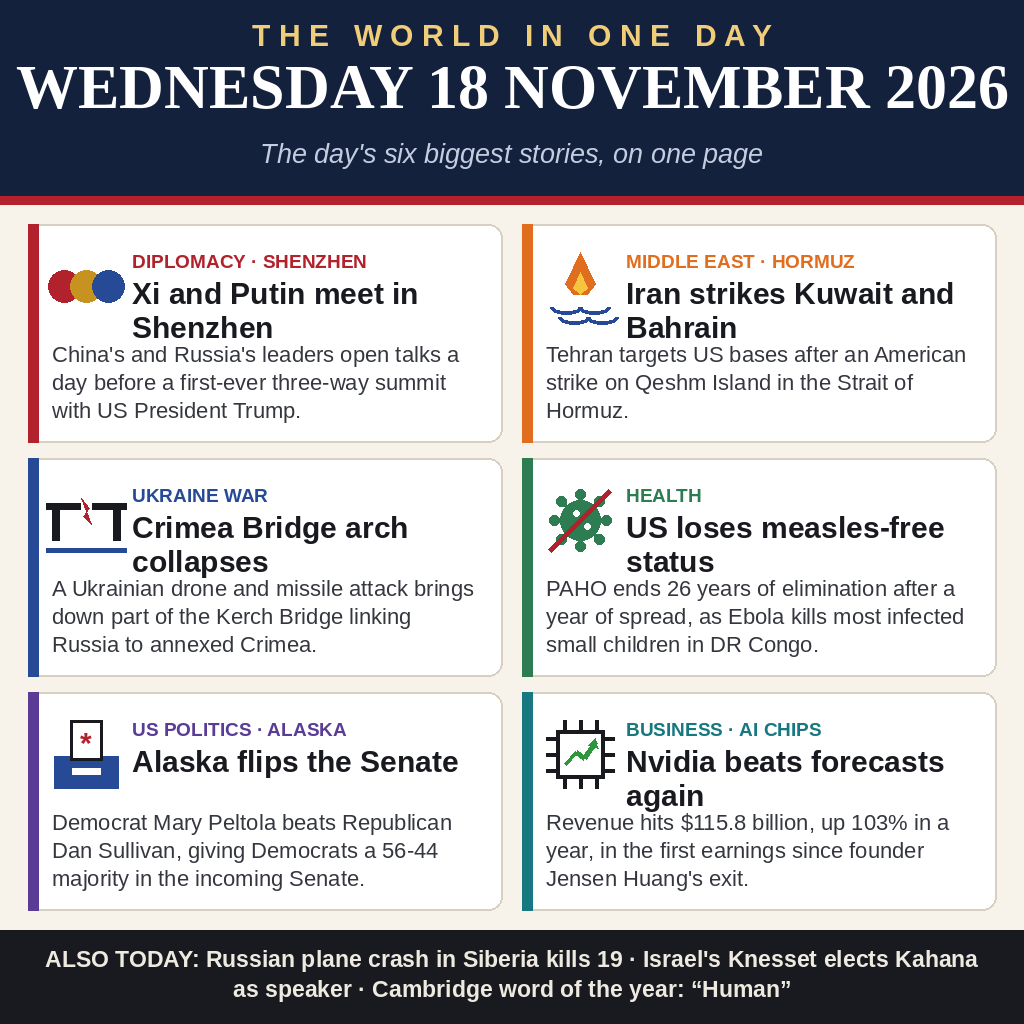 THE WORLD IN ONE DAY
WEDNESDAY 18 NOVEMBER 2026
The day's six biggest stories, on one page
DIPLOMACY · SHENZHEN
Xi and Putin meet in
Shenzhen
China's and Russia's leaders open talks a
day before a first-ever three-way summit
with US President Trump.
MIDDLE EAST · HORMUZ
Iran strikes Kuwait and
Bahrain
Tehran targets US bases after an American
strike on Qeshm Island in the Strait of
Hormuz.
UKRAINE WAR
Crimea Bridge arch
collapses
A Ukrainian drone and missile attack brings
down part of the Kerch Bridge linking
Russia to annexed Crimea.
HEALTH
US loses measles-free
status
PAHO ends 26 years of elimination after a
year of spread, as Ebola kills most infected
small children in DR Congo.
US POLITICS · ALASKA
*
Alaska flips the Senate
Democrat Mary Peltola beats Republican
Dan Sullivan, giving Democrats a 56-44
majority in the incoming Senate.
BUSINESS · AI CHIPS
Nvidia beats forecasts
again
Revenue hits $115.8 billion, up 103% in a
year, in the first earnings since founder
Jensen Huang's exit.
ALSO TODAY: Russian plane crash in Siberia kills 19 · Israel's Knesset elects Kahana
as speaker · Cambridge word of the year: “Human”